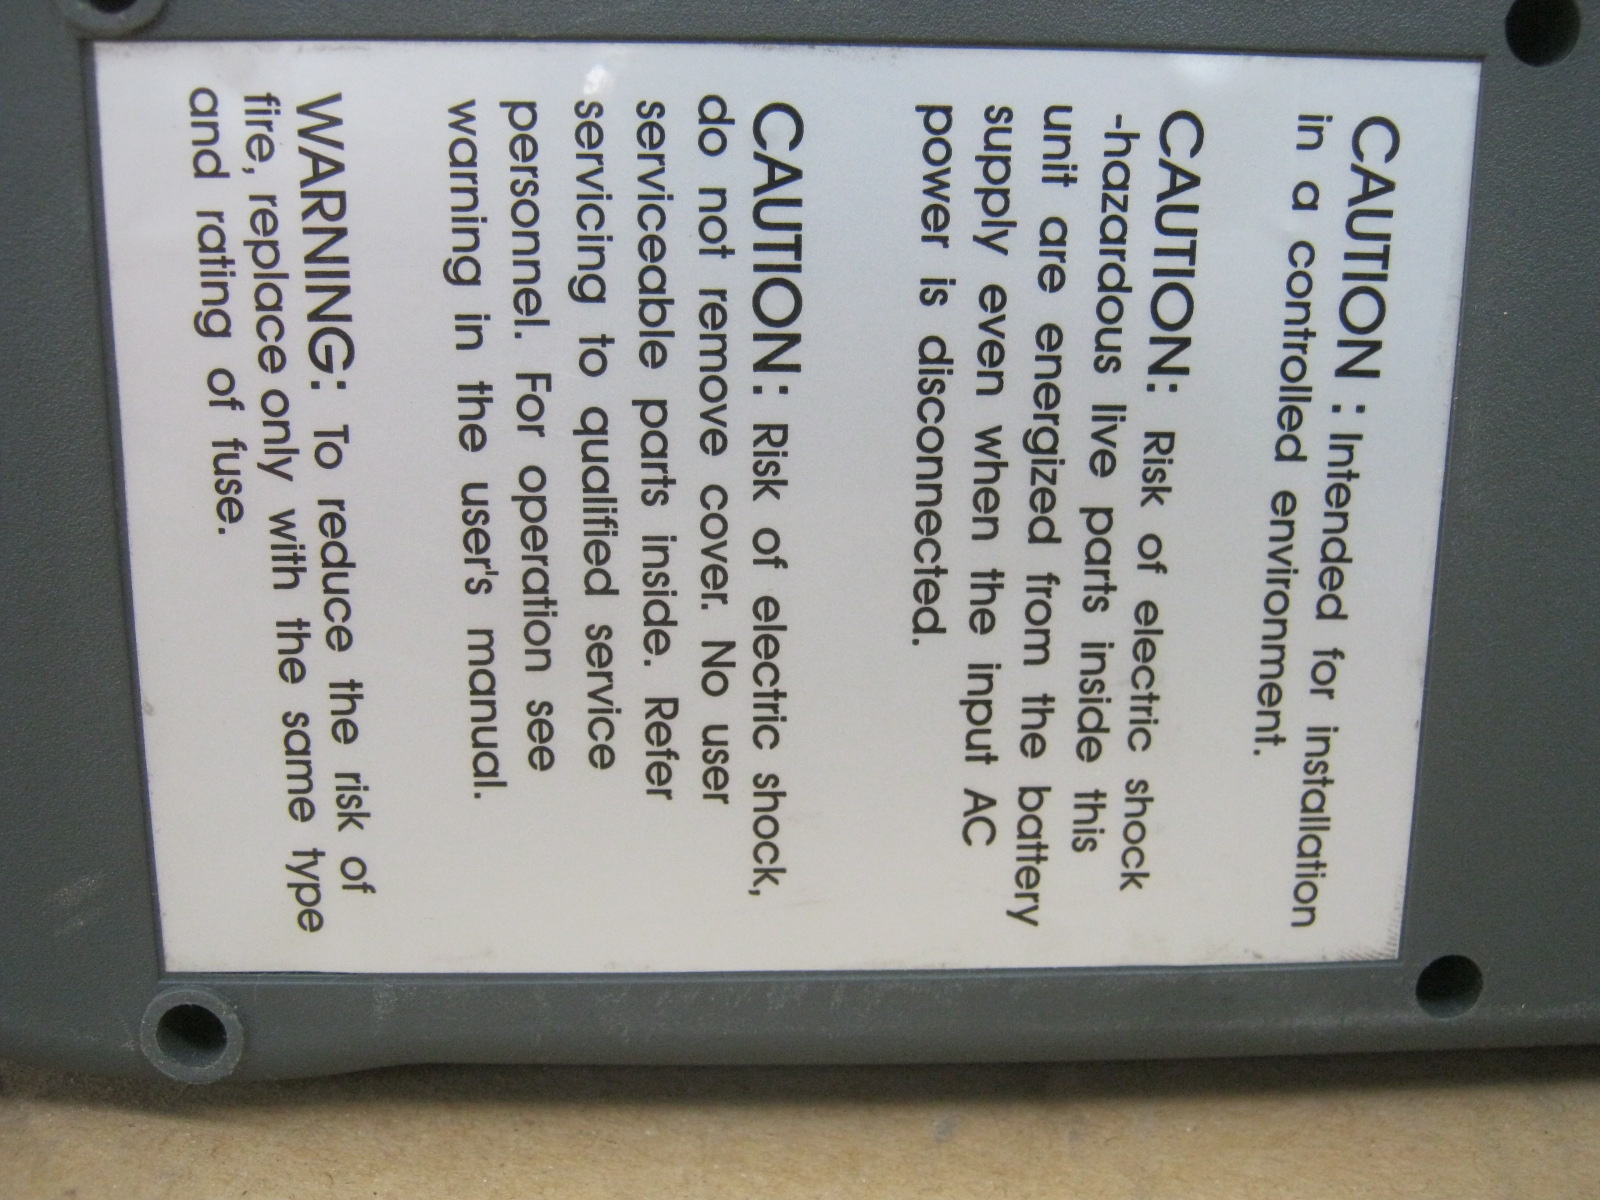 CAUTION : Intended for installation
in a controlled environment.
CAUTION: Risk of electric shock
-hazardous live parts inside this
unit are energized from the battery
supply even when the input AC
power is disconnected.
CAUTION: Risk of electric shock,
do not remove cover. No user
serviceable parts inside. Refer
servicing to qualified service
personnel. For operation see
warning in the user's manual.
WARNING: To reduce the risk of
fire, replace only with the same type
and rating of fuse.